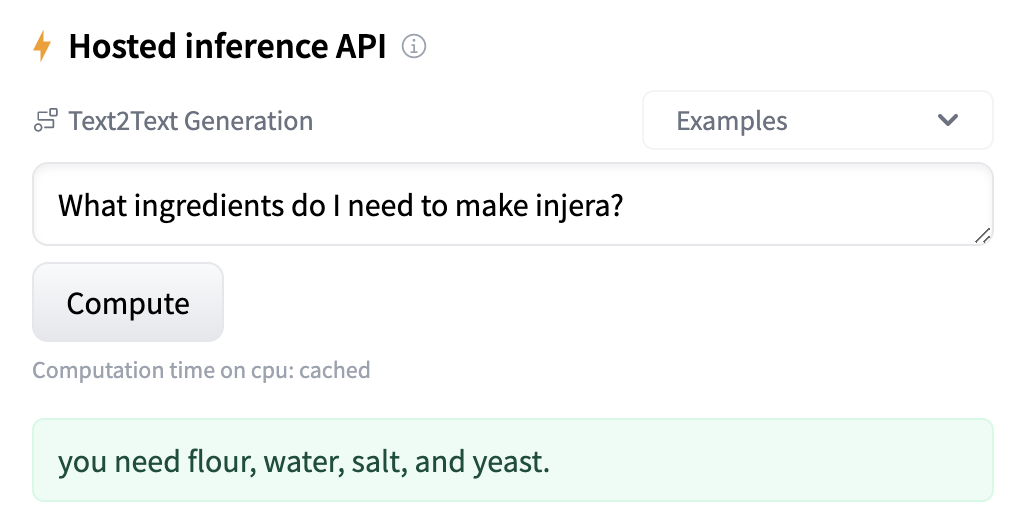 Hosted inference API
Text2Text Generation
Examples
What ingredients do I need to make injera?
Compute
Computation time on cpu: cached
you need flour, water, salt, and yeast.